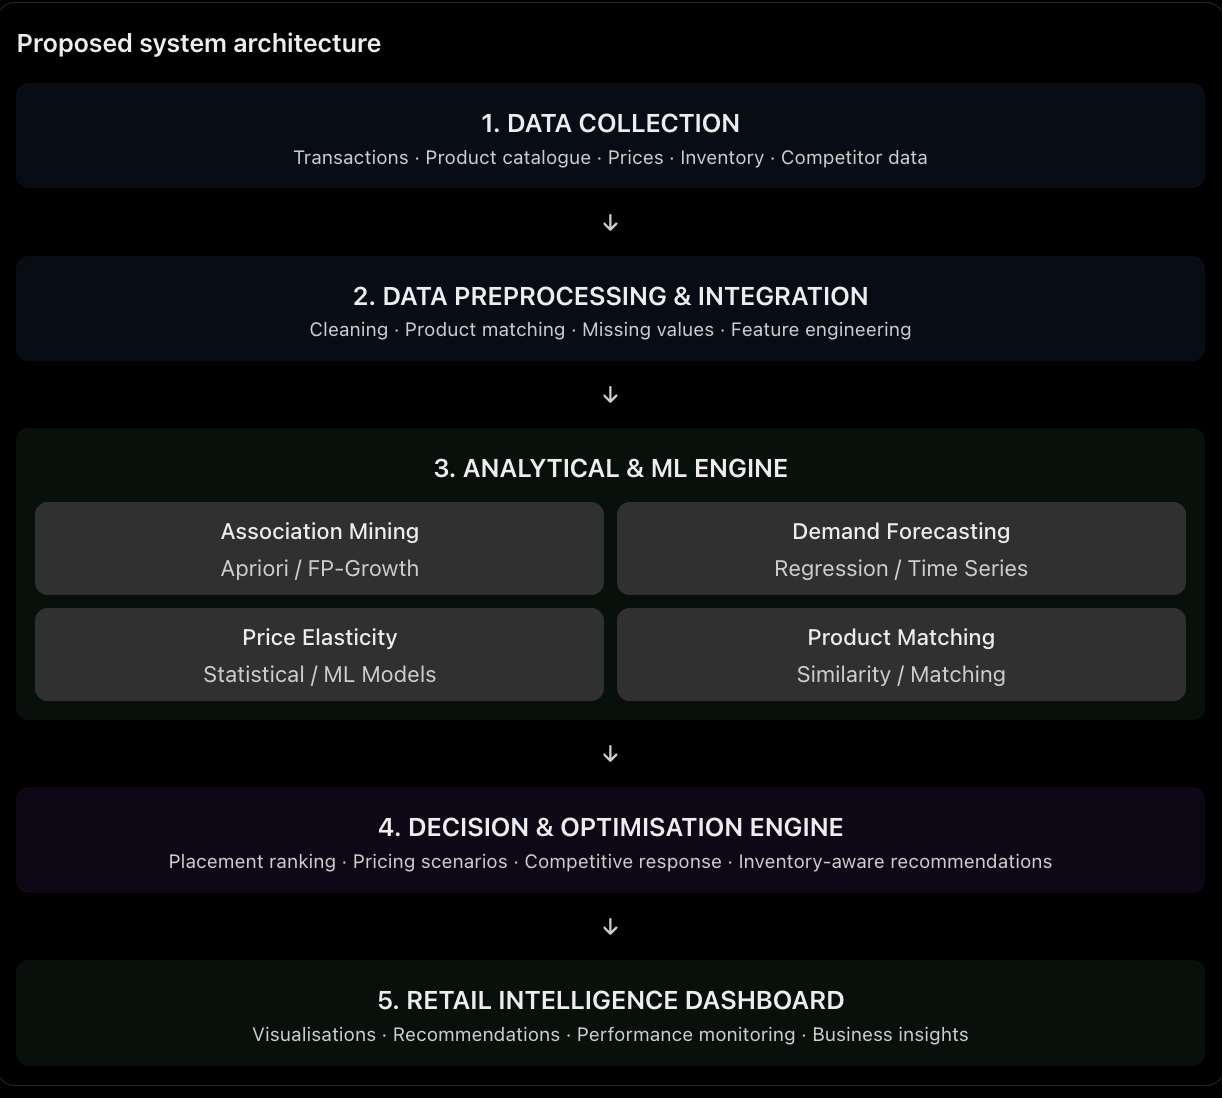 Proposed system architecture
1. DATA COLLECTION
Transactions · Product catalogue · Prices · Inventory · Competitor data
↓
2. DATA PREPROCESSING & INTEGRATION
Cleaning · Product matching · Missing values · Feature engineering
↓
3. ANALYTICAL & ML ENGINE
Association Mining
Apriori / FP-Growth
Demand Forecasting
Regression / Time Series
Price Elasticity
Statistical / ML Models
Product Matching
Similarity / Matching
↓
4. DECISION & OPTIMISATION ENGINE
Placement ranking · Pricing scenarios · Competitive response · Inventory-aware recommendations
↓
5. RETAIL INTELLIGENCE DASHBOARD
Visualisations · Recommendations · Performance monitoring · Business insights